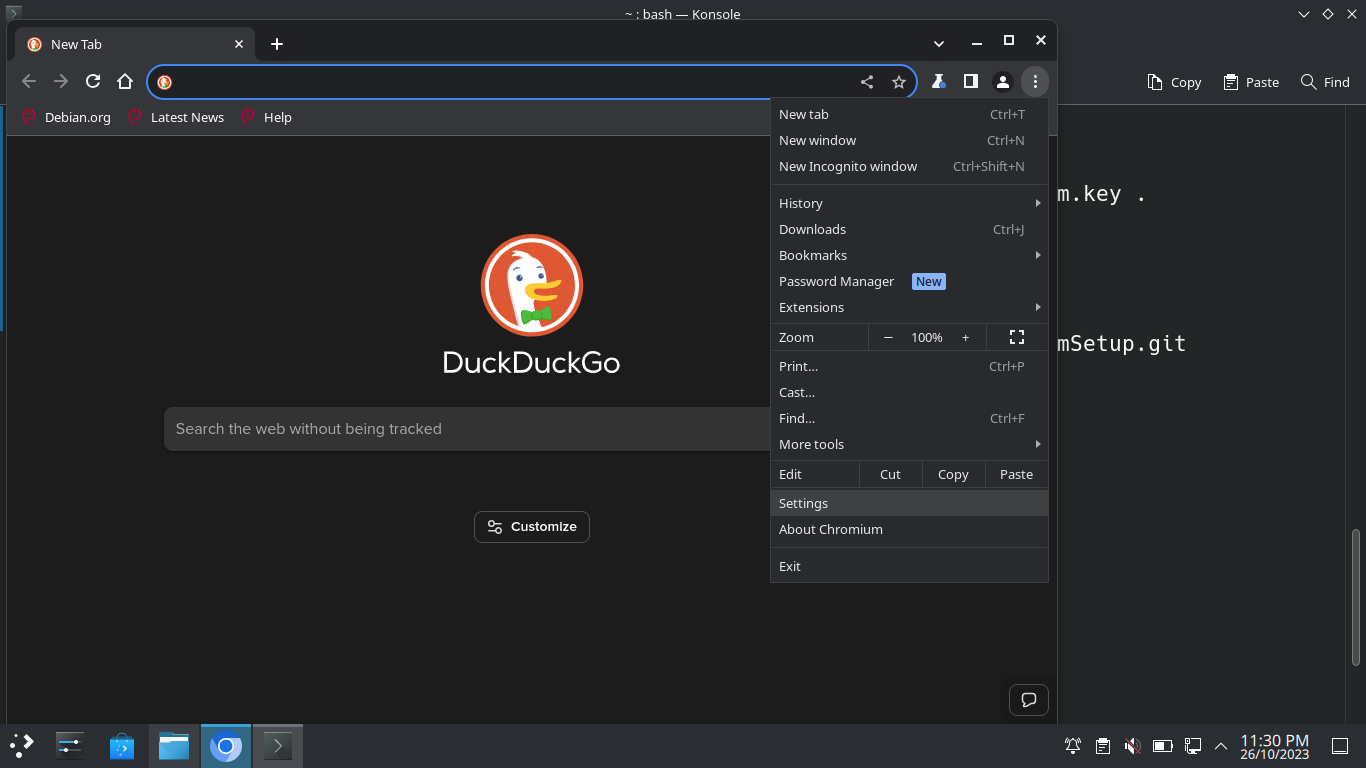 ~ : bash — Konsole
New Tab
Copy Paste Find
Debian.org Latest News Help
New tab Ctrl+T
New window Ctrl+N
New Incognito window Ctrl+Shift+N
History
Downloads Ctrl+J
Bookmarks
Password Manager New
Extensions
Zoom − 100% +
Print... Ctrl+P
Cast...
Find... Ctrl+F
More tools
Edit Cut Copy Paste
Settings
About Chromium
Exit
m.key .
mSetup.git
DuckDuckGo
Search the web without being tracked
Customize
11:30 PM
26/10/2023